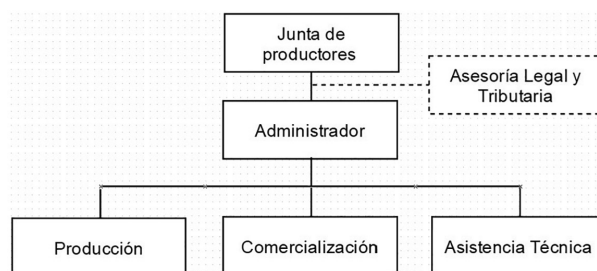 Junta de
productores
Asesoría Legal y
Tributaria
Administrador
Producción
Comercialización
Asistencia Técnica